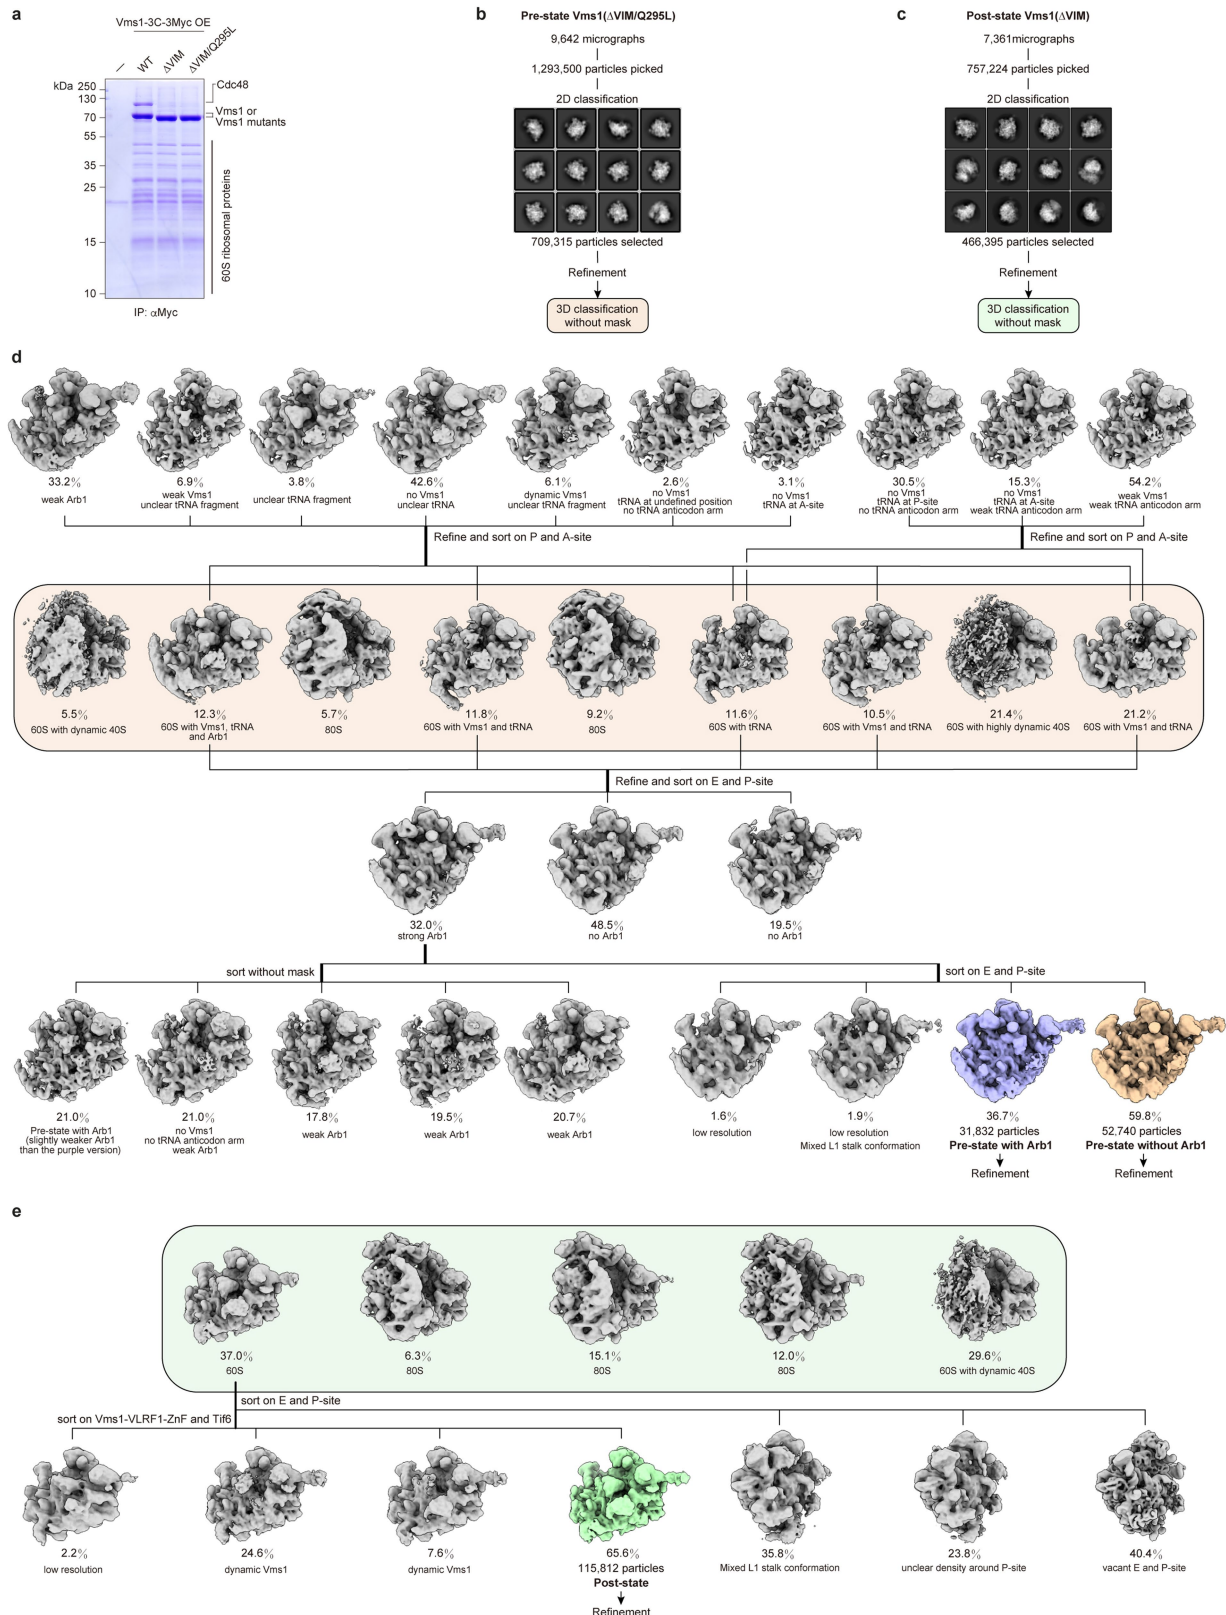 a
Vms1-3C-3Myc OE
—
WT
ΔVIM
ΔVIM/Q295L
kDa
250
130
70
55
35
25
15
10
Cdc48
Vms1 or
Vms1 mutants
60S ribosomal proteins
IP: αMyc
b
Pre-state Vms1(ΔVIM/Q295L)
9,642 micrographs
1,293,500 particles picked
2D classification
709,315 particles selected
Refinement
3D classification
without mask
c
Post-state Vms1(ΔVIM)
7,361micrographs
757,224 particles picked
2D classification
466,395 particles selected
Refinement
3D classification
without mask
d
33.2%
weak Arb1
6.9%
weak Vms1
unclear tRNA fragment
3.8%
unclear tRNA fragment
42.6%
no Vms1
unclear tRNA
6.1%
dynamic Vms1
unclear tRNA fragment
2.6%
no Vms1
tRNA at undefined position
no tRNA anticodon arm
3.1%
no Vms1
tRNA at A-site
30.5%
no Vms1
tRNA at P-site
no tRNA anticodon arm
15.3%
no Vms1
tRNA at A-site
weak tRNA anticodon arm
54.2%
weak Vms1
weak tRNA anticodon arm
Refine and sort on P and A-site
Refine and sort on P and A-site
5.5%
60S with dynamic 40S
12.3%
60S with Vms1, tRNA
and Arb1
5.7%
80S
11.8%
60S with Vms1 and tRNA
9.2%
80S
11.6%
60S with tRNA
10.5%
60S with Vms1 and tRNA
21.4%
60S with highly dynamic 40S
21.2%
60S with Vms1 and tRNA
Refine and sort on E and P-site
32.0%
strong Arb1
48.5%
no Arb1
19.5%
no Arb1
sort without mask
sort on E and P-site
21.0%
Pre-state with Arb1
(slightly weaker Arb1
than the purple version)
21.0%
no Vms1
no tRNA anticodon arm
weak Arb1
17.8%
weak Arb1
19.5%
weak Arb1
20.7%
weak Arb1
1.6%
low resolution
1.9%
low resolution
Mixed L1 stalk conformation
36.7%
31,832 particles
Pre-state with Arb1
Refinement
59.8%
52,740 particles
Pre-state without Arb1
Refinement
e
37.0%
60S
6.3%
80S
15.1%
80S
12.0%
80S
29.6%
60S with dynamic 40S
sort on E and P-site
sort on Vms1-VLRF1-ZnF and Tif6
2.2%
low resolution
24.6%
dynamic Vms1
7.6%
dynamic Vms1
65.6%
115,812 particles
Post-state
Refinement
35.8%
Mixed L1 stalk conformation
23.8%
unclear density around P-site
40.4%
vacant E and P-site